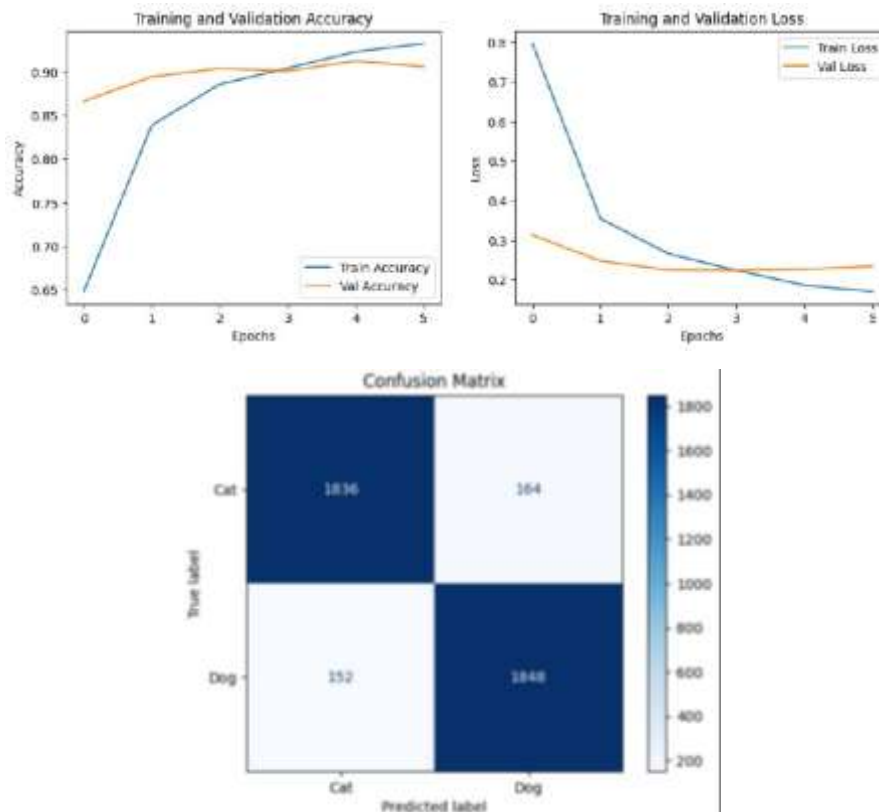 Training and Validation Accuracy
0.90
0.85
0.80
0.75
0.70
0.65
Accuracy
Train Accuracy
Val Accuracy
0 1 2 3 4 5
Epochs
Training and Validation Loss
0.8
0.7
0.6
0.5
0.4
0.3
0.2
Loss
Train Loss
Val Loss
0 1 2 3 4 5
Epochs
Confusion Matrix
True label
Cat 1836 164
Dog 152 1848
Cat Dog
Predicted label
1800
1600
1400
1200
1000
800
600
400
200